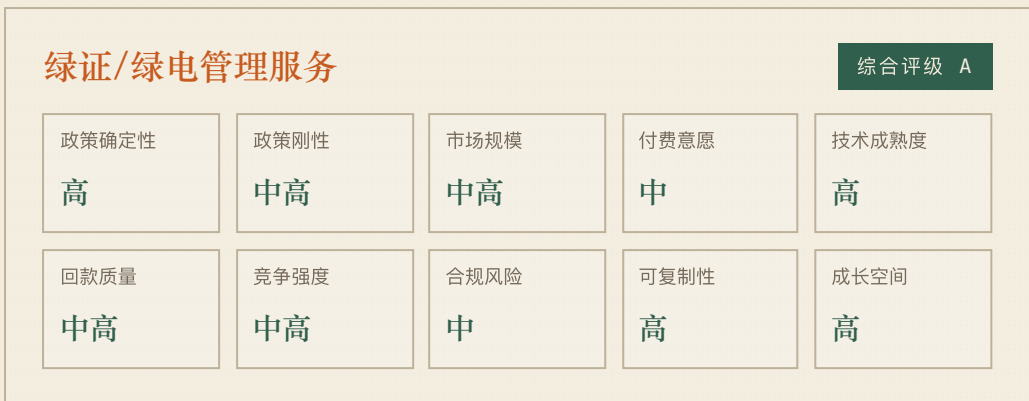 绿证/绿电管理服务
综合评级 A
政策确定性
高
政策刚性
中高
市场规模
中高
付费意愿
中
技术成熟度
高
回款质量
中高
竞争强度
中高
合规风险
中
可复制性
高
成长空间
高